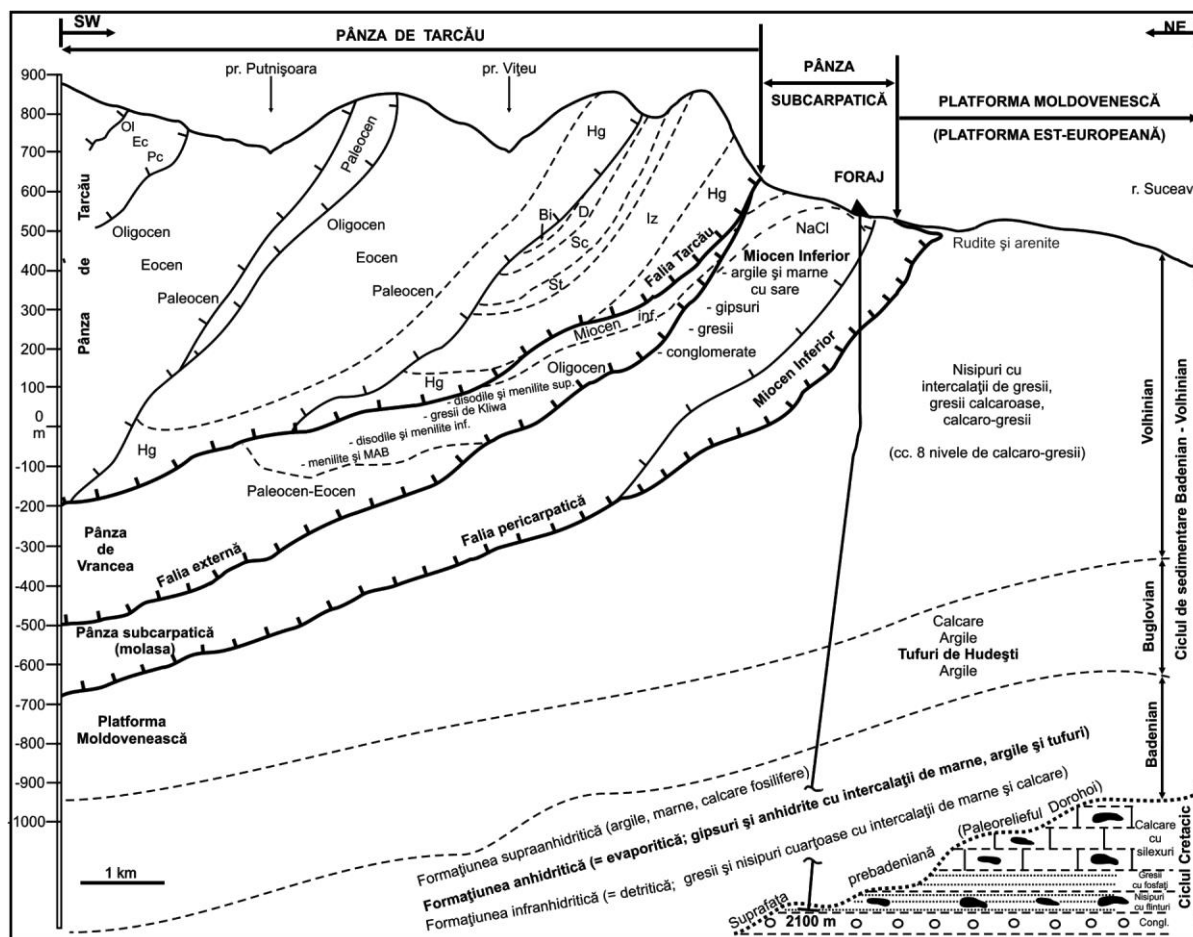 SW
NE
PÂNZA DE TARCĂU
PÂNZA
SUBCARPATICĂ
PLATFORMA MOLDOVENESCĂ
(PLATFORMA EST-EUROPEANĂ)
pr. Putnişoara
pr. Viţeu
FORAJ
r. Suceav
900
800
700
600
500
400
300
200
100
0
m
-100
-200
-300
-400
-500
-600
-700
-800
-900
-1000
Pânza de Tarcău
Ol
Ec
Pc
Oligocen
Eocen
Paleocen
Paleocen
Oligocen
Eocen
Paleocen
Hg
Hg
Bi
D
Sc
St
Iz
Hg
Hg
Falia Tarcău
Miocen inf.
Oligocen
- disodile şi menilite sup.
- gresii de Kliwa
- disodile şi menilite inf.
- menilite şi MAB
Paleocen-Eocen
NaCl
Miocen Inferior
argile şi marne
cu sare
- gipsuri
- gresii
- conglomerate
Miocen Inferior
Rudite şi arenite
Nisipuri cu
intercalaţii de gresii,
gresii calcaroase,
calcaro-gresii
(cc. 8 nivele de calcaro-gresii)
Pânza
de
Vrancea
Falia externă
Falia pericarpatică
Pânza subcarpatică
(molasa)
Platforma
Moldovenească
Calcare
Argile
Tufuri de Hudeşti
Argile
Volhinian
Buglovian
Badenian
Ciclul de sedimentare Badenian - Volhinian
Formaţiunea supraanhidritică (argile, marne, calcare fosilifere)
Formaţiunea anhidritică (= evaporitică; gipsuri şi anhidrite cu intercalaţii de marne, argile şi tufuri)
Formaţiunea infranhidritică (= detritică; gresii şi nisipuri cuarţoase cu intercalaţii de marne şi calcare)
Suprafaţa prebadeniană (Paleorelieful Dorohoi)
Calcare
cu
silexuri
Gresii
cu fosfaţi
Nisipuri
cu flinturi
Congl.
Ciclul Cretacic
2100 m
1 km